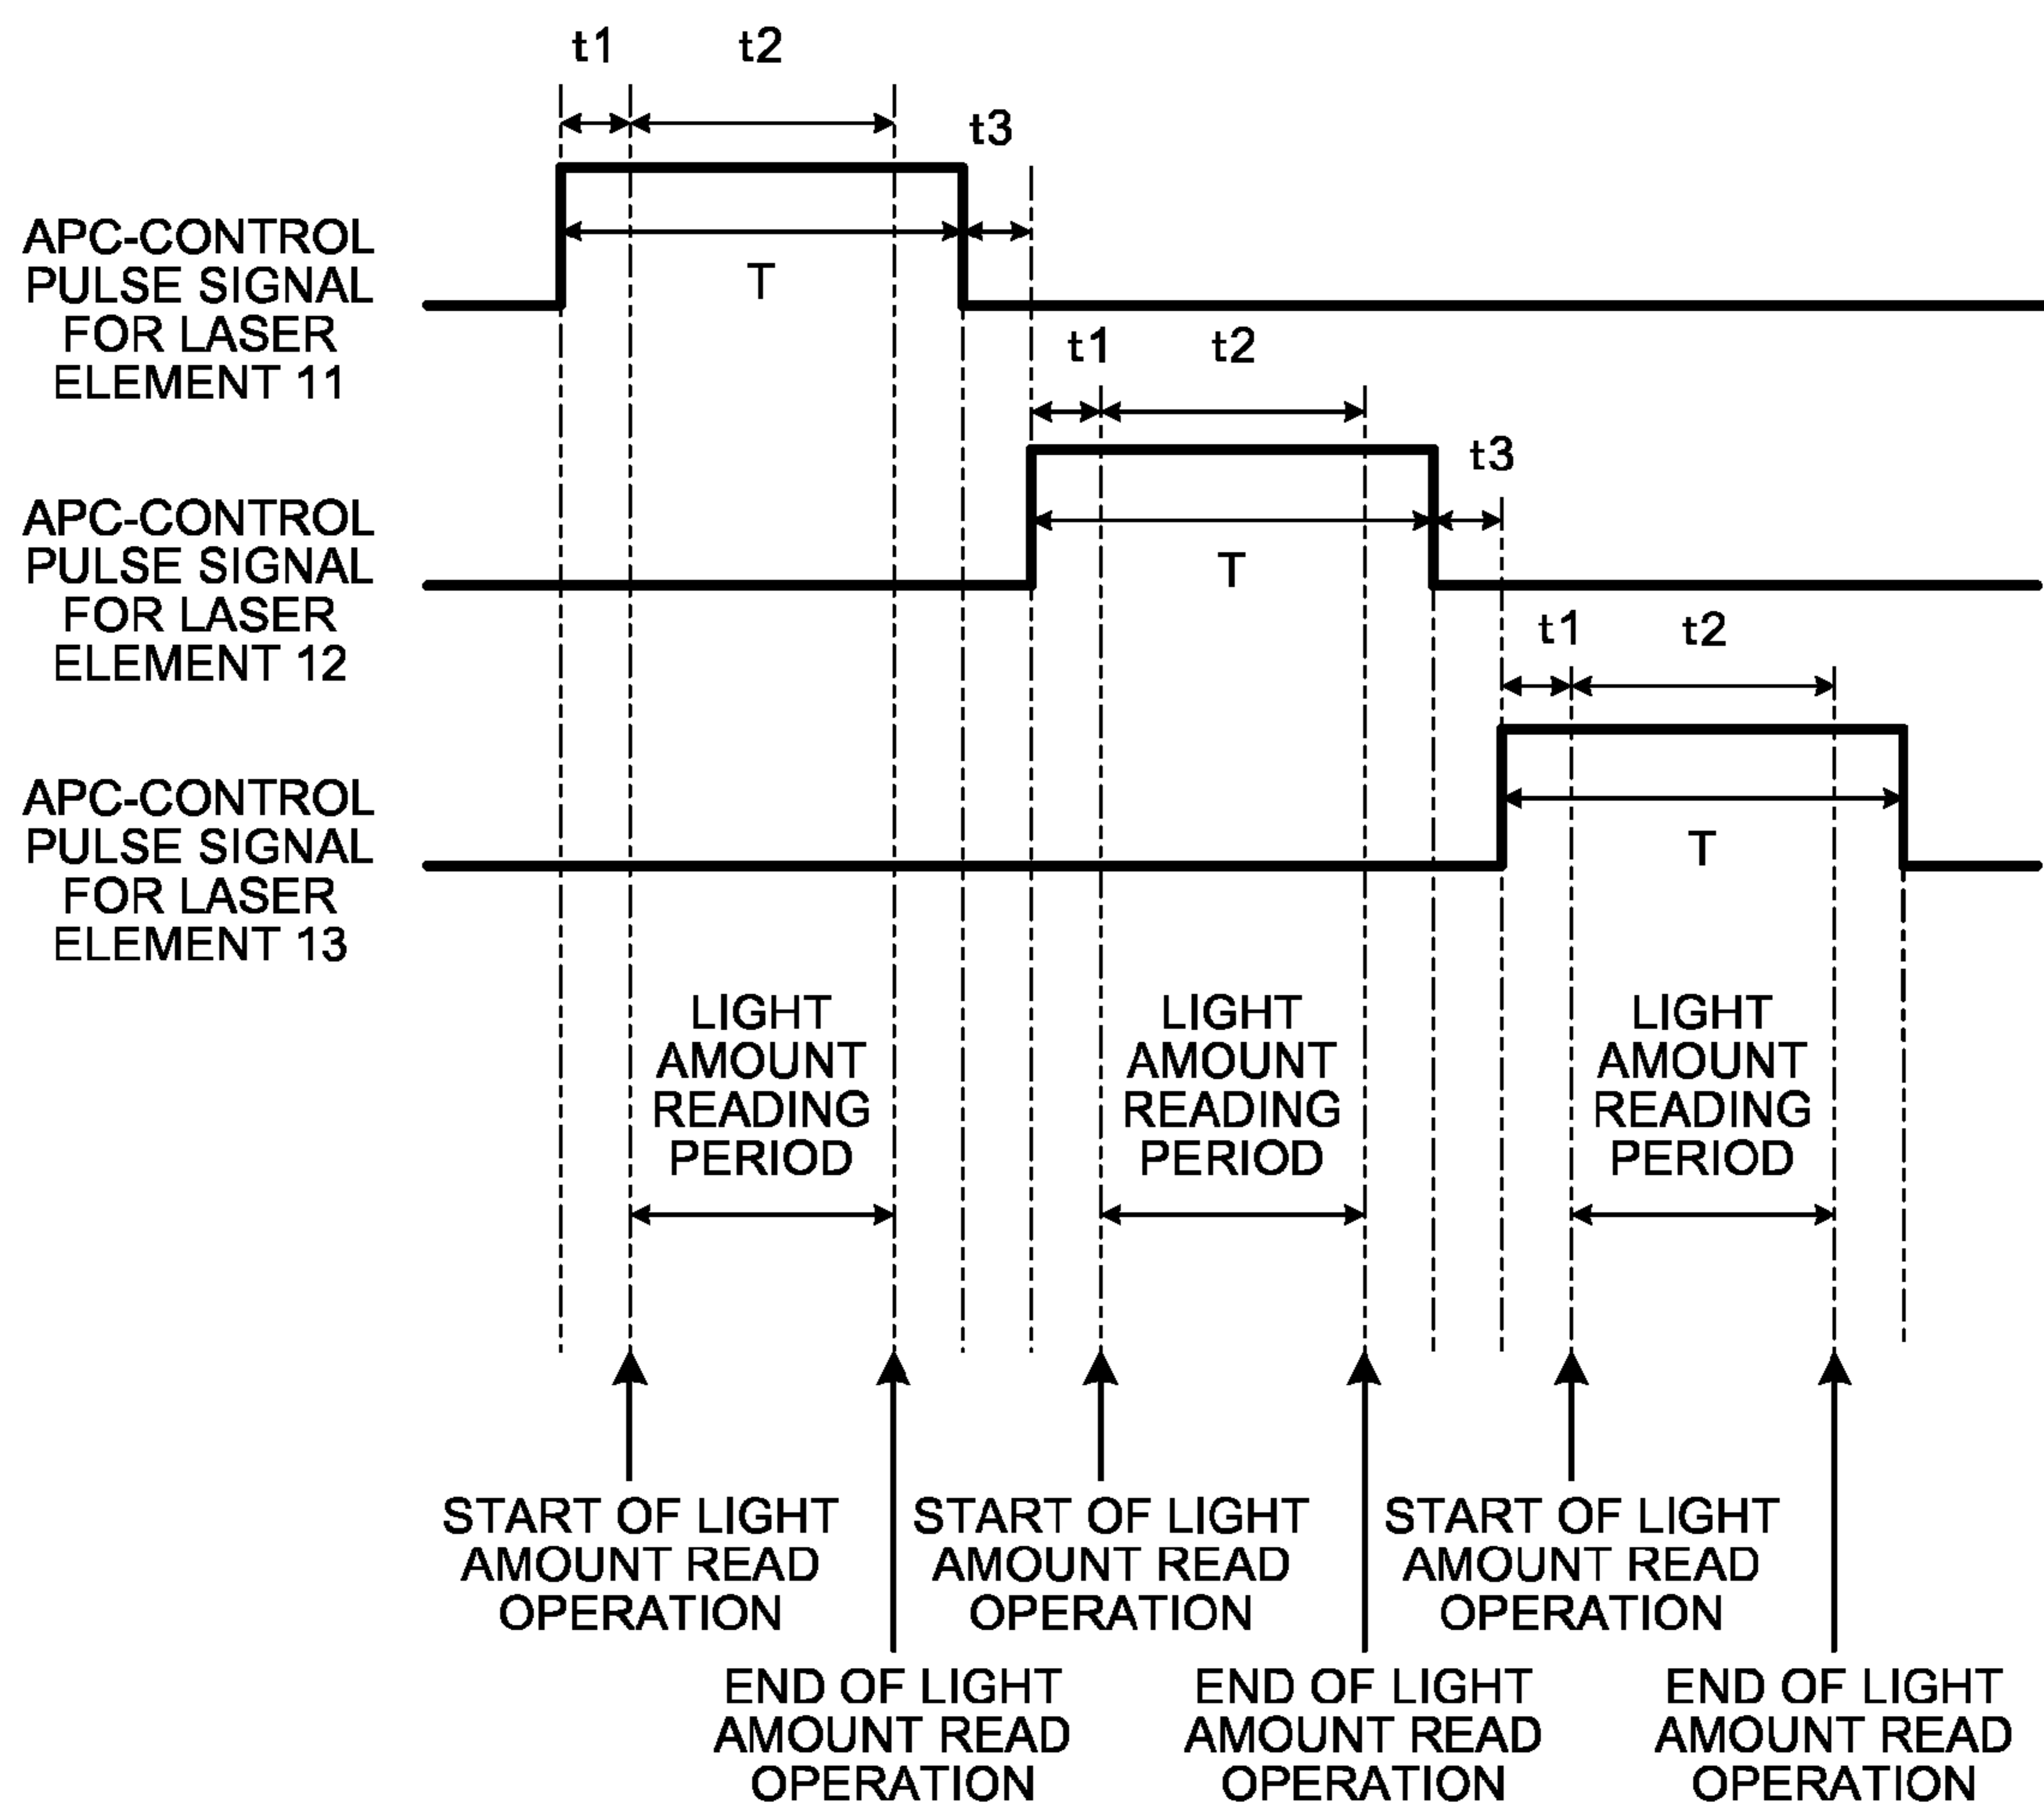 t1 t2
t3
APC-CONTROL
PULSE SIGNAL
FOR LASER
ELEMENT 11
T
t1 t2
t3
APC-CONTROL
PULSE SIGNAL
FOR LASER
ELEMENT 12
T
t1 t2
APC-CONTROL
PULSE SIGNAL
FOR LASER
ELEMENT 13
T
LIGHT
AMOUNT
READING
PERIOD
LIGHT
AMOUNT
READING
PERIOD
LIGHT
AMOUNT
READING
PERIOD
START OF LIGHT
AMOUNT READ
OPERATION
START OF LIGHT
AMOUNT READ
OPERATION
START OF LIGHT
AMOUNT READ
OPERATION
END OF LIGHT
AMOUNT READ
OPERATION
END OF LIGHT
AMOUNT READ
OPERATION
END OF LIGHT
AMOUNT READ
OPERATION